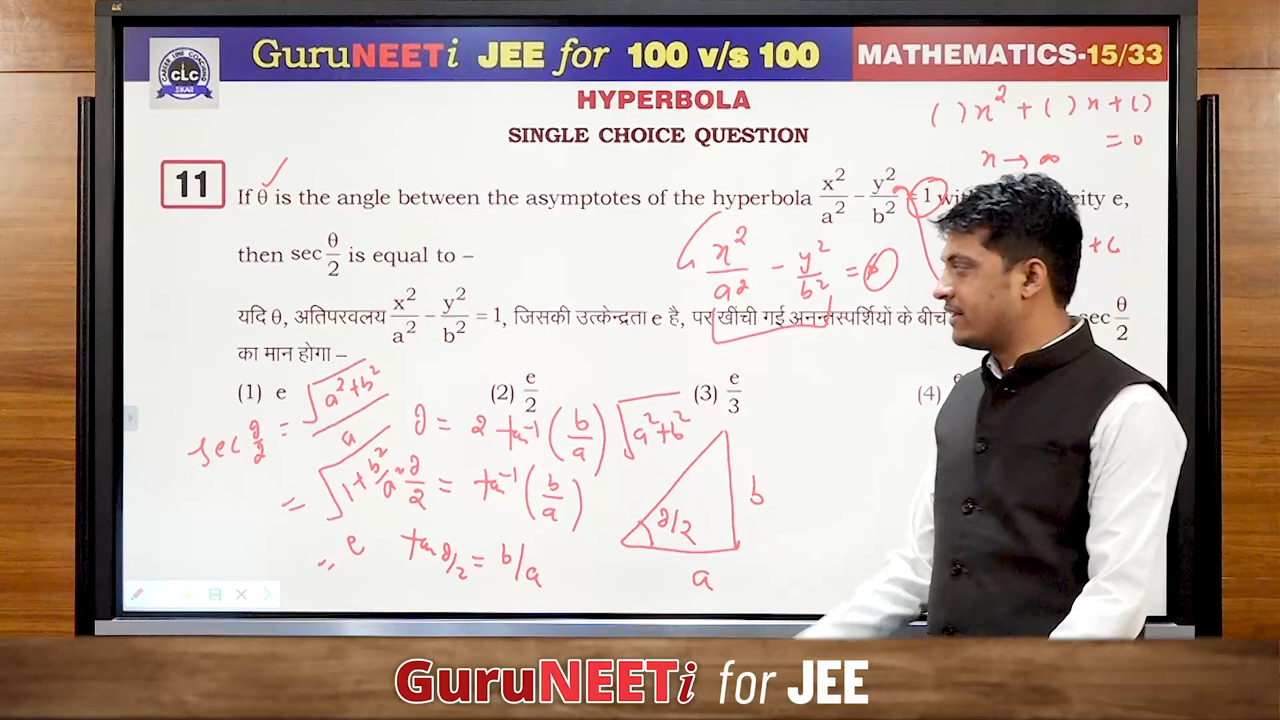 CAREER LINE COACHING
CLC
SIKAR
GuruNEETi JEE for 100 v/s 100
MATHEMATICS-15/33
HYPERBOLA
SINGLE CHOICE QUESTION
( )x² + ( )x + ( )
= 0
x → ∞
11
If θ is the angle between the asymptotes of the hyperbola x²/a² − y²/b² = 1 city e,
+ c
then sec θ/2 is equal to –
x²/a² − y²/b² =
यदि θ, अतिपरवलय x²/a² − y²/b² = 1, जिसकी उत्केन्द्रता e है, पर खींची गई अनन्तस्पर्शियों के बीच sec θ/2
का मान होगा –
(1) e
(2) e/2
(3) e/3
(4)
sec θ/2 = √(a² + b²)/a
= √(1 + b²/a²)
= e
θ = 2 tan⁻¹(b/a)
θ/2 = tan⁻¹(b/a)
tan θ/2 = b/a
√(a² + b²)
b
θ/2
a
GuruNEETi for JEE